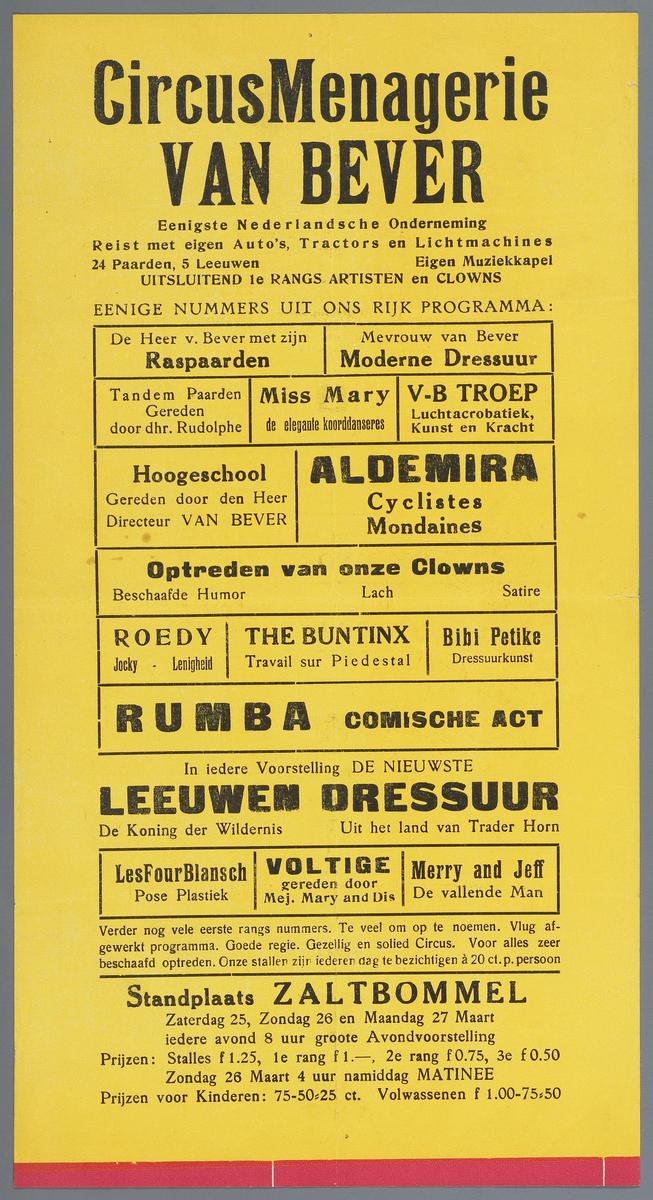 CircusMenagerie
VAN BEVER
Eenigste Nederlandsche Onderneming
Reist met eigen Auto's, Tractors en Lichtmachines
24 Paarden, 5 Leeuwen Eigen Muziekkapel
UITSLUITEND 1e RANGS ARTISTEN en CLOWNS
EENIGE NUMMERS UIT ONS RIJK PROGRAMMA:
De Heer v. Bever met zijn
Raspaarden
Mevrouw van Bever
Moderne Dressuur
Tandem Paarden
Gereden
door dhr. Rudolphe
Miss Mary
de elegante koorddanseres
V-B TROEP
Luchtacrobatiek,
Kunst en Kracht
Hoogeschool
Gereden door den Heer
Directeur VAN BEVER
ALDEMIRA
Cyclistes
Mondaines
Optreden van onze Clowns
Beschaafde Humor Lach Satire
ROEDY
Jocky - Lenigheid
THE BUNTINX
Travail sur Piedestal
Bibi Petike
Dressuurkunst
RUMBA COMISCHE ACT
In iedere Voorstelling DE NIEUWSTE
LEEUWEN DRESSUUR
De Koning der Wildernis Uit het land van Trader Horn
LesFourBlansch
Pose Plastiek
VOLTIGE
gereden door
Mej. Mary and Dis
Merry and Jeff
De vallende Man
Verder nog vele eerste rangs nummers. Te veel om op te noemen. Vlug af-
gewerkt programma. Goede regie. Gezellig en solied Circus. Voor alles zeer
beschaafd optreden. Onze stallen zijn iederen dag te bezichtigen à 20 ct. p. persoon
Standplaats ZALTBOMMEL
Zaterdag 25, Zondag 26 en Maandag 27 Maart
iedere avond 8 uur groote Avondvoorstelling
Prijzen: Stalles f 1.25, 1e rang f 1.—, 2e rang f 0.75, 3e f 0.50
Zondag 26 Maart 4 uur namiddag MATINEE
Prijzen voor Kinderen: 75-50-25 ct. Volwassenen f 1.00-75-50